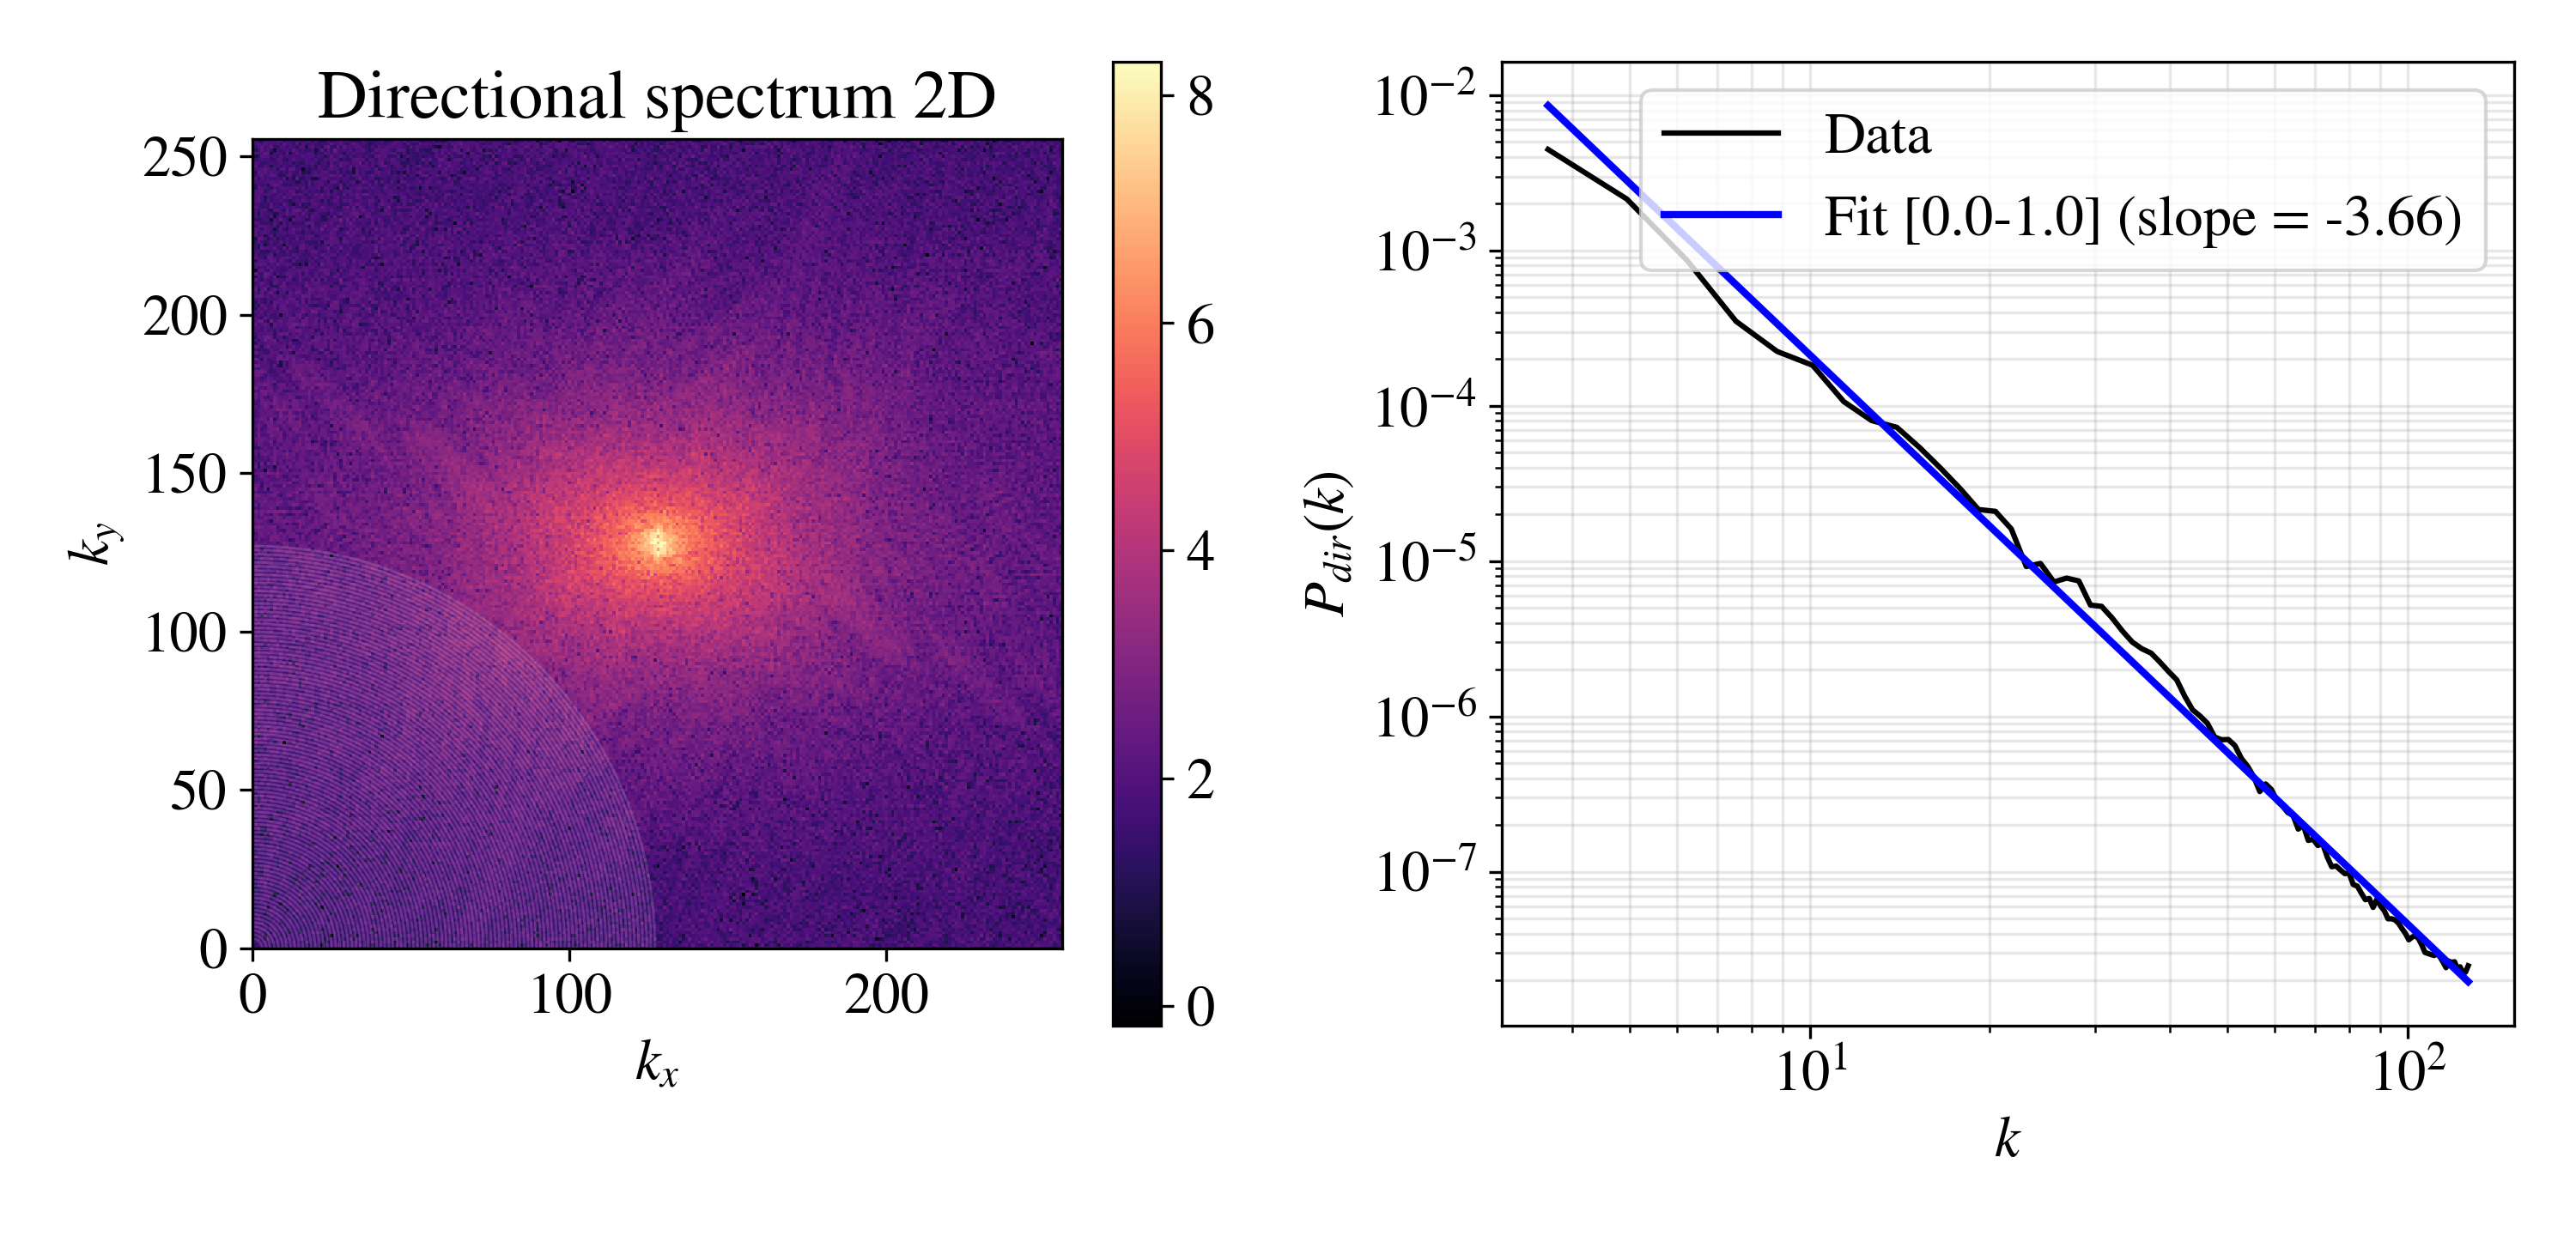 Directional spectrum 2D
250
200
150
100
50
0
k_y
0 100 200
k_x
8
6
4
2
0
10^{-2}
10^{-3}
10^{-4}
10^{-5}
10^{-6}
10^{-7}
P_{dir}(k)
Data
Fit [0.0-1.0] (slope = -3.66)
10^1 10^2
k